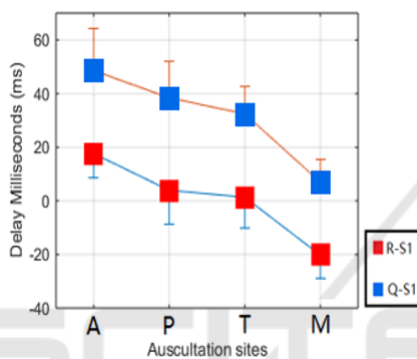 Delay Milliseconds (ms)
60
40
20
0
-20
-40
A P T M
Auscultation sites
R-S1
Q-S1